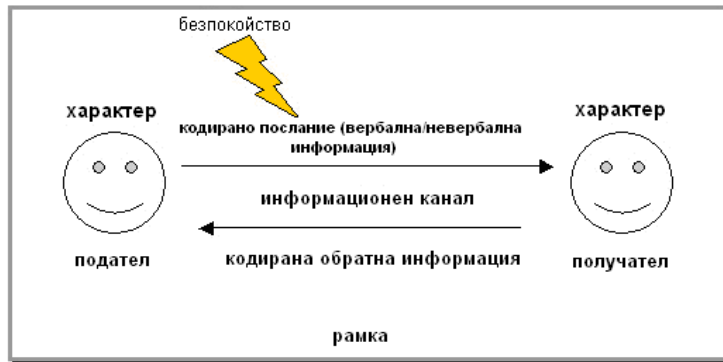 безпокойство
характер
характер
кодирано послание (вербална/невербална
информация)
информационен канал
подател
кодирана обратна информация
получател
рамка